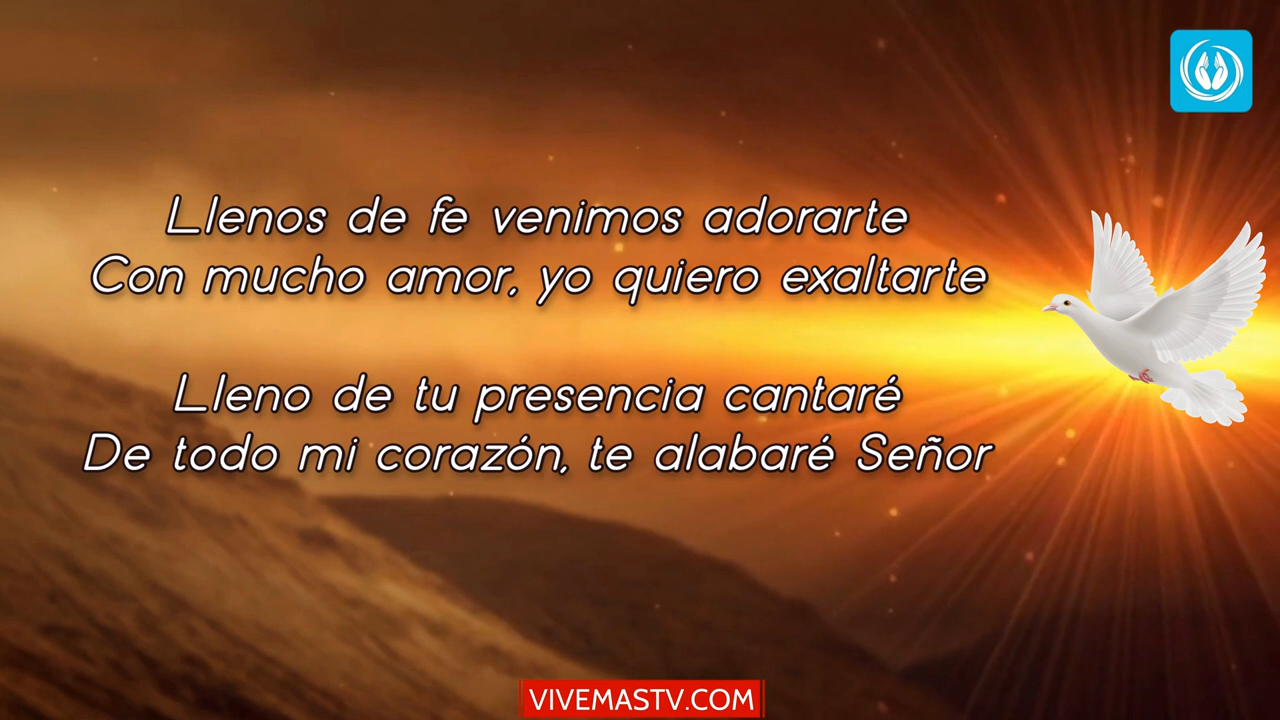 Llenos de fe venimos adorarte
Con mucho amor, yo quiero exaltarte
Lleno de tu presencia cantaré
De todo mi corazón, te alabaré Señor
VIVEMASTV.COM